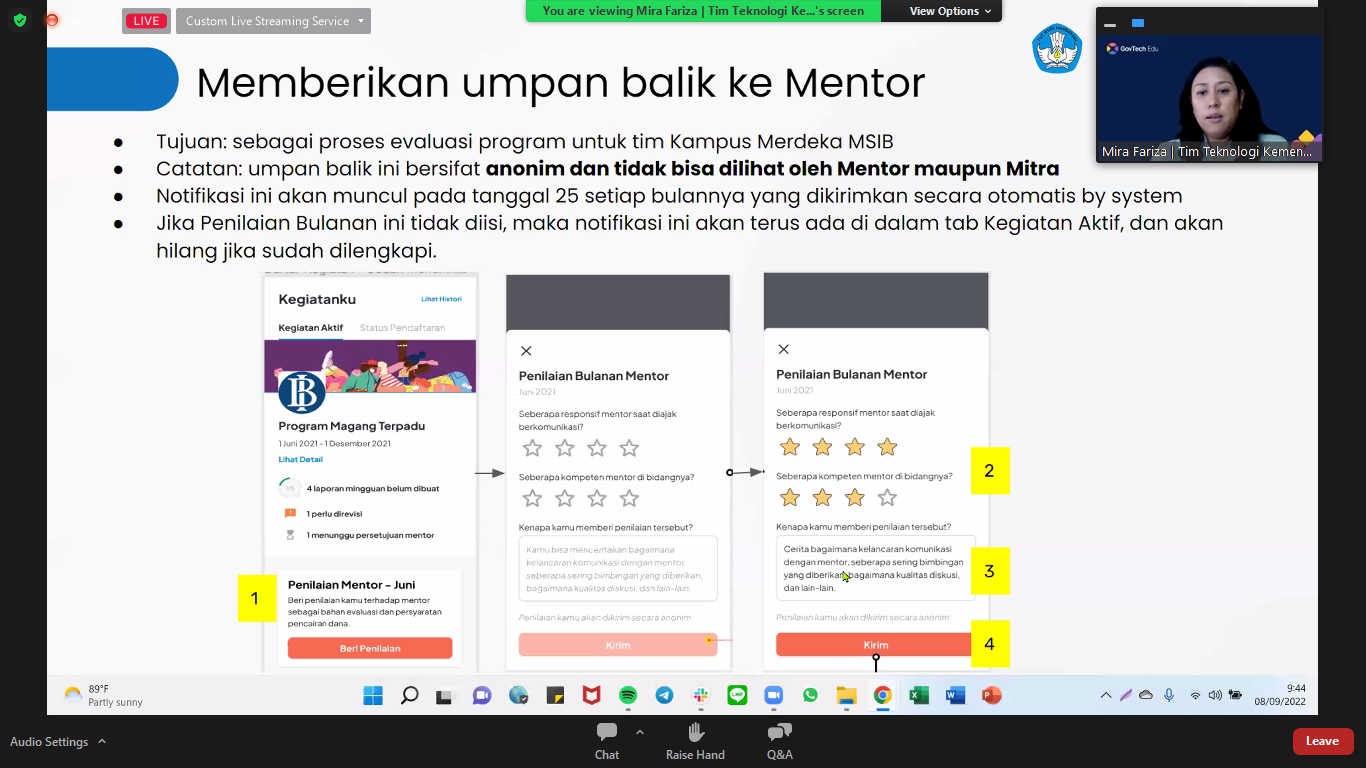 Recording
LIVE
Custom Live Streaming Service
You are viewing Mira Fariza | Tim Teknologi Ke...'s screen
View Options
GovTech Edu
Mira Fariza | Tim Teknologi Kemen...
Memberikan umpan balik ke Mentor
● Tujuan: sebagai proses evaluasi program untuk tim Kampus Merdeka MSIB
● Catatan: umpan balik ini bersifat anonim dan tidak bisa dilihat oleh Mentor maupun Mitra
● Notifikasi ini akan muncul pada tanggal 25 setiap bulannya yang dikirimkan secara otomatis by system
● Jika Penilaian Bulanan ini tidak diisi, maka notifikasi ini akan terus ada di dalam tab Kegiatan Aktif, dan akan
hilang jika sudah dilengkapi.
Kegiatanku
Lihat Histori
Kegiatan Aktif
Status Pendaftaran
Program Magang Terpadu
1 Juni 2021 - 1 Desember 2021
Lihat Detail
4 laporan mingguan belum dibuat
1 perlu direvisi
1 menunggu persetujuan mentor
1
Penilaian Mentor - Juni
Beri penilaian kamu terhadap mentor
sebagai bahan evaluasi dan persyaratan
pencairan dana.
Beri Penilaian
Penilaian Bulanan Mentor
Juni 2021
Seberapa responsif mentor saat diajak
berkomunikasi?
Seberapa kompeten mentor di bidangnya?
Kenapa kamu memberi penilaian tersebut?
Kamu bisa menceritakan bagaimana
kelancaran komunikasi dengan mentor,
seberapa sering bimbingan yang diberikan,
bagaimana kualitas diskusi, dan lain-lain.
Penilaian kamu akan dikirim secara anonim
Kirim
Penilaian Bulanan Mentor
Juni 2021
Seberapa responsif mentor saat diajak
berkomunikasi?
Seberapa kompeten mentor di bidangnya?
2
Kenapa kamu memberi penilaian tersebut?
Cerita bagaimana kelancaran komunikasi
dengan mentor, seberapa sering bimbingan
yang diberikan, bagaimana kualitas diskusi,
dan lain-lain.
3
Penilaian kamu akan dikirim secara anonim
Kirim
4
89°F
Partly sunny
9:44
08/09/2022
Audio Settings
Chat
Raise Hand
Q&A
Leave